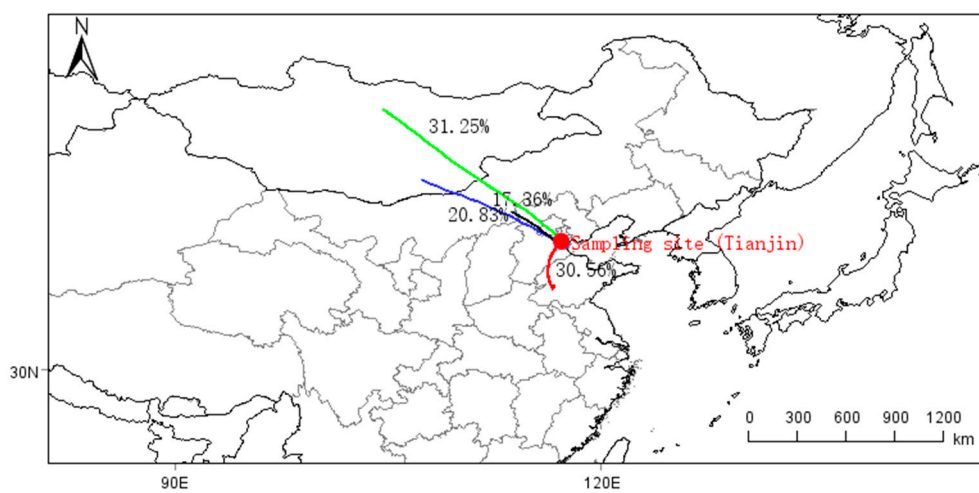 N
31.25%
17.36%
20.83%
Sampling site (Tianjin)
30.56%
30N
0 300 600 900 1200
km
90E 120E